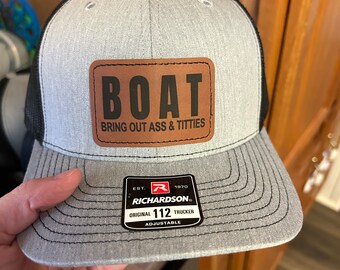 BOAT
BRING OUT ASS & TITTIES
EST. R 1970
RICHARDSON®
ORIGINAL 112 TRUCKER
ADJUSTABLE